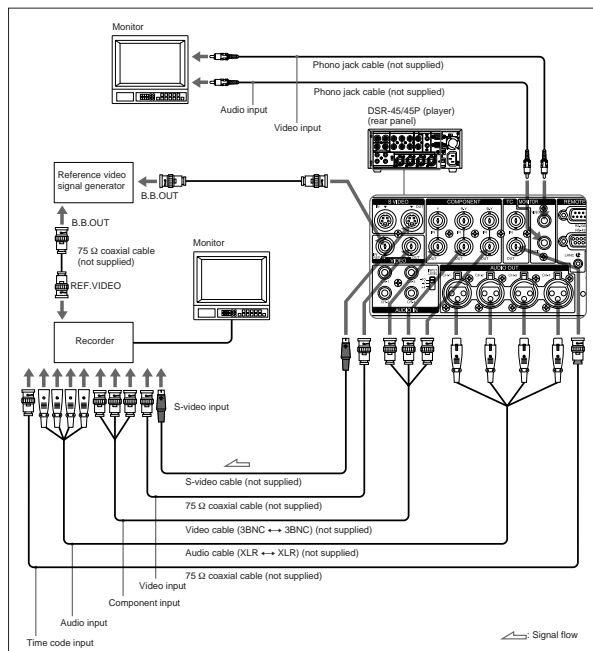 Monitor
Phono jack cable (not supplied)
Phono jack cable (not supplied)
Audio input
Video input
DSR-45/45P (player)
(rear panel)
Reference video
signal generator
B.B.OUT
B.B.OUT
75 Ω coaxial cable
(not supplied)
REF.VIDEO
Monitor
Recorder
S VIDEO
COMPONENT
TC
MONITOR
REMOTE
IN
OUT
Y
R-Y
B-Y
VIDEO
AUDIO OUT
AUDIO IN
LANC
S-video input
S-video cable (not supplied)
75 Ω coaxial cable (not supplied)
Video cable (3BNC ↔ 3BNC) (not supplied)
Audio cable (XLR ↔ XLR) (not supplied)
75 Ω coaxial cable (not supplied)
Video input
Component input
Audio input
Time code input
: Signal flow